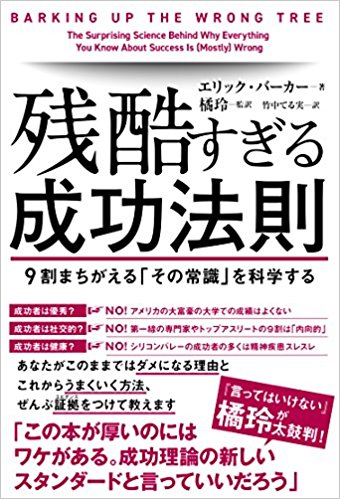 BARKING UP THE WRONG TREE
The Surprising Science Behind Why Everything
You Know About Success Is (Mostly) Wrong
エリック・バーカー―著
橘玲―監訳 竹中てる実―訳
残酷すぎる
成功法則
9割まちがえる「その常識」を科学する
成功者は優秀? NO! アメリカの大富豪の大学での成績はよくない
成功者は社交的? NO! 第一線の専門家やトップアスリートの9割は「内向的」
成功者は健康? NO! シリコンバレーの成功者の多くは精神疾患スレスレ
あなたがこのままではダメになる理由と
これからうまくいく方法、
ぜんぶ証拠をつけて教えます
エビデンス
『言ってはいけない』
橘玲が
太鼓判!
「この本が厚いのには
ワケがある。成功理論の新しい
スタンダードと言っていいだろう」